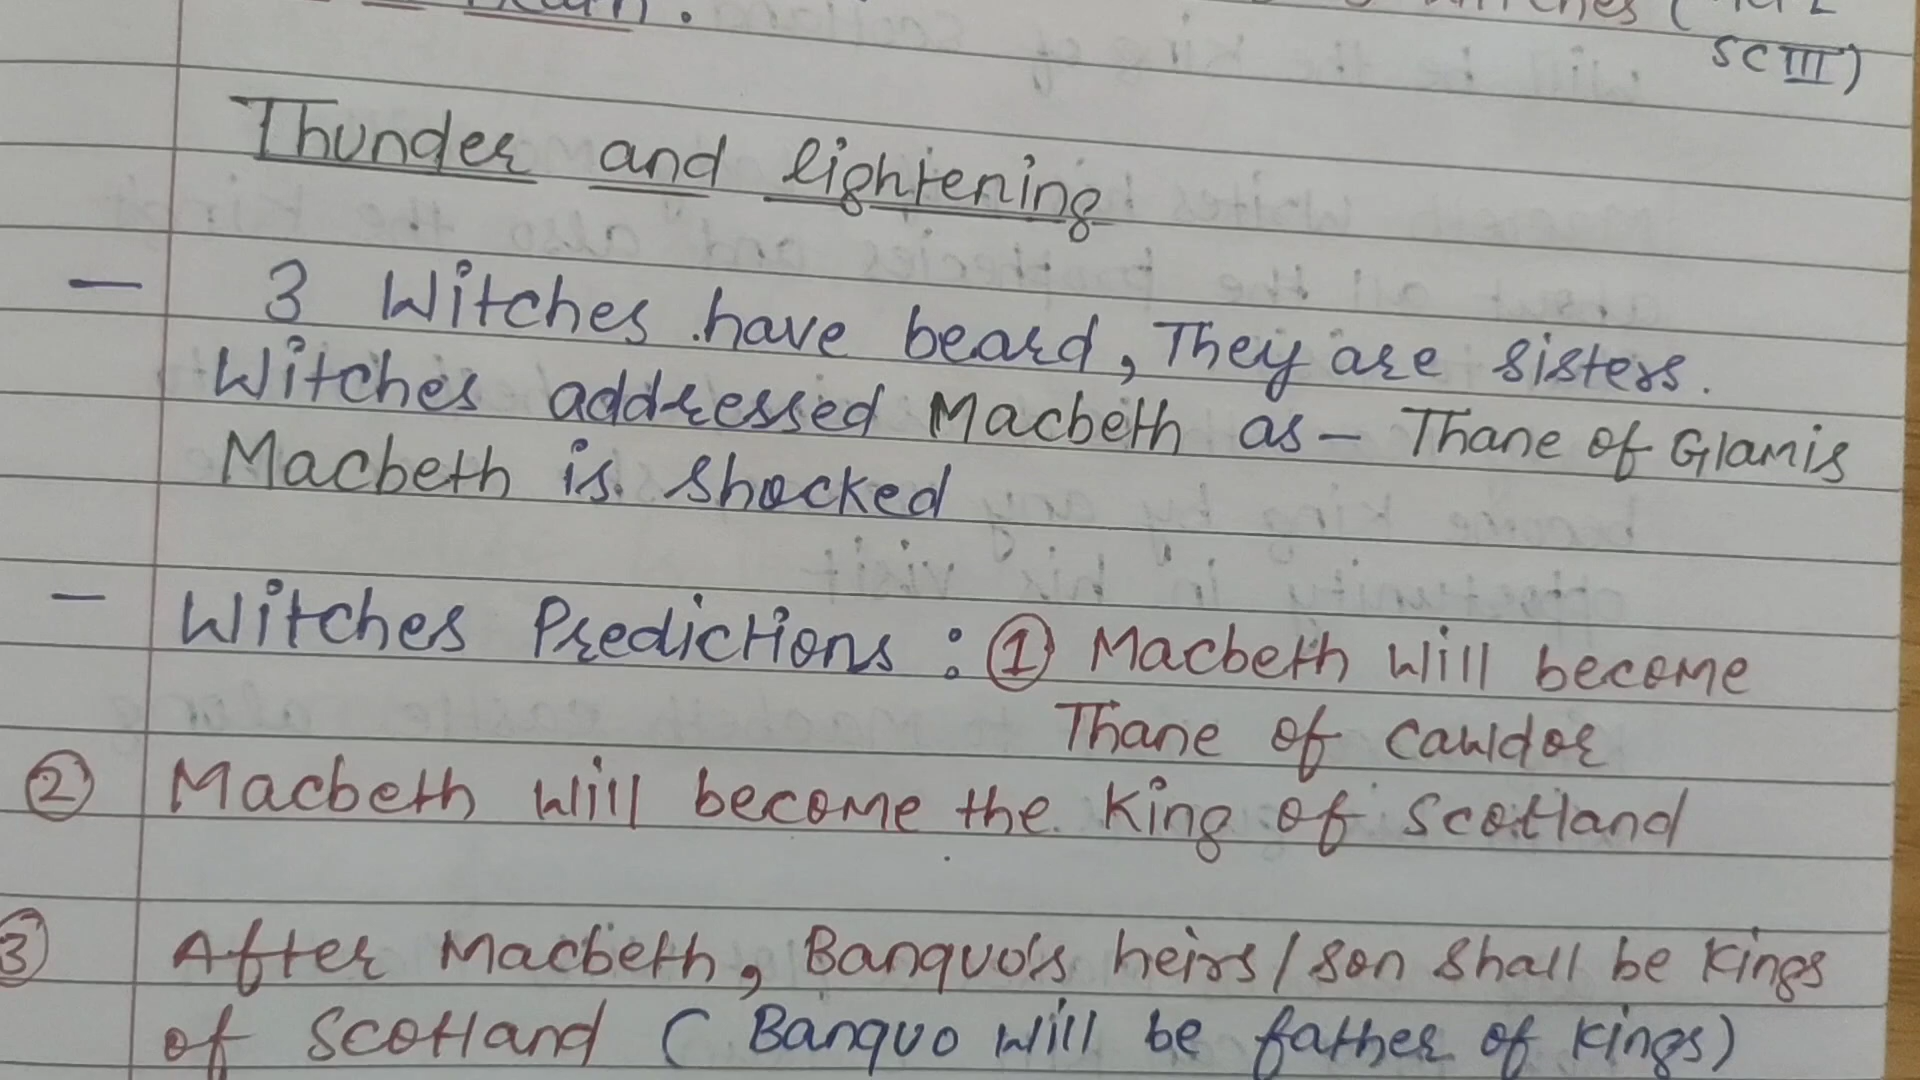 SC III)
Thunder and lightening
- 3 Witches have beard, They are sisters.
Witches addressed Macbeth as - Thane of Glamis
Macbeth is shocked
- Witches Predictions : ① Macbeth will become
Thane of Cawdor
② Macbeth will become the King of Scotland
③ After Macbeth, Banquo's heirs / son shall be Kings
of Scotland ( Banquo will be father of Kings)